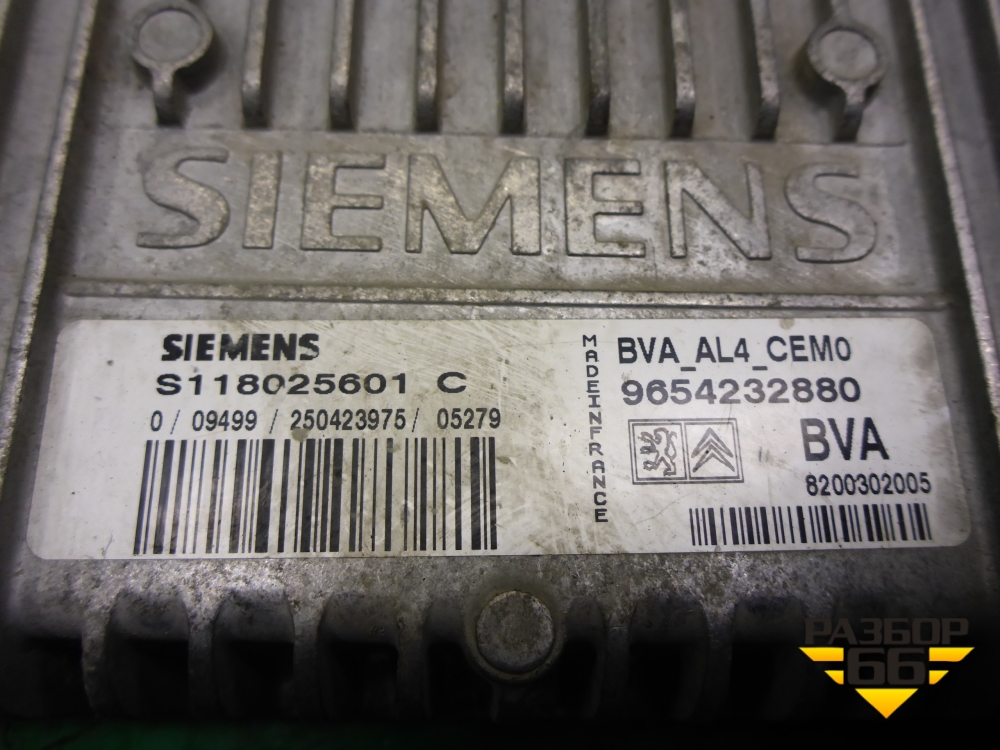 SIEMENS
SIEMENS
S118025601 C
0 / 09499 / 250423975 / 05279
MADEINFRANCE
BVA_AL4_CEM0
9654232880
BVA
8200302005
РАЗБОР
66